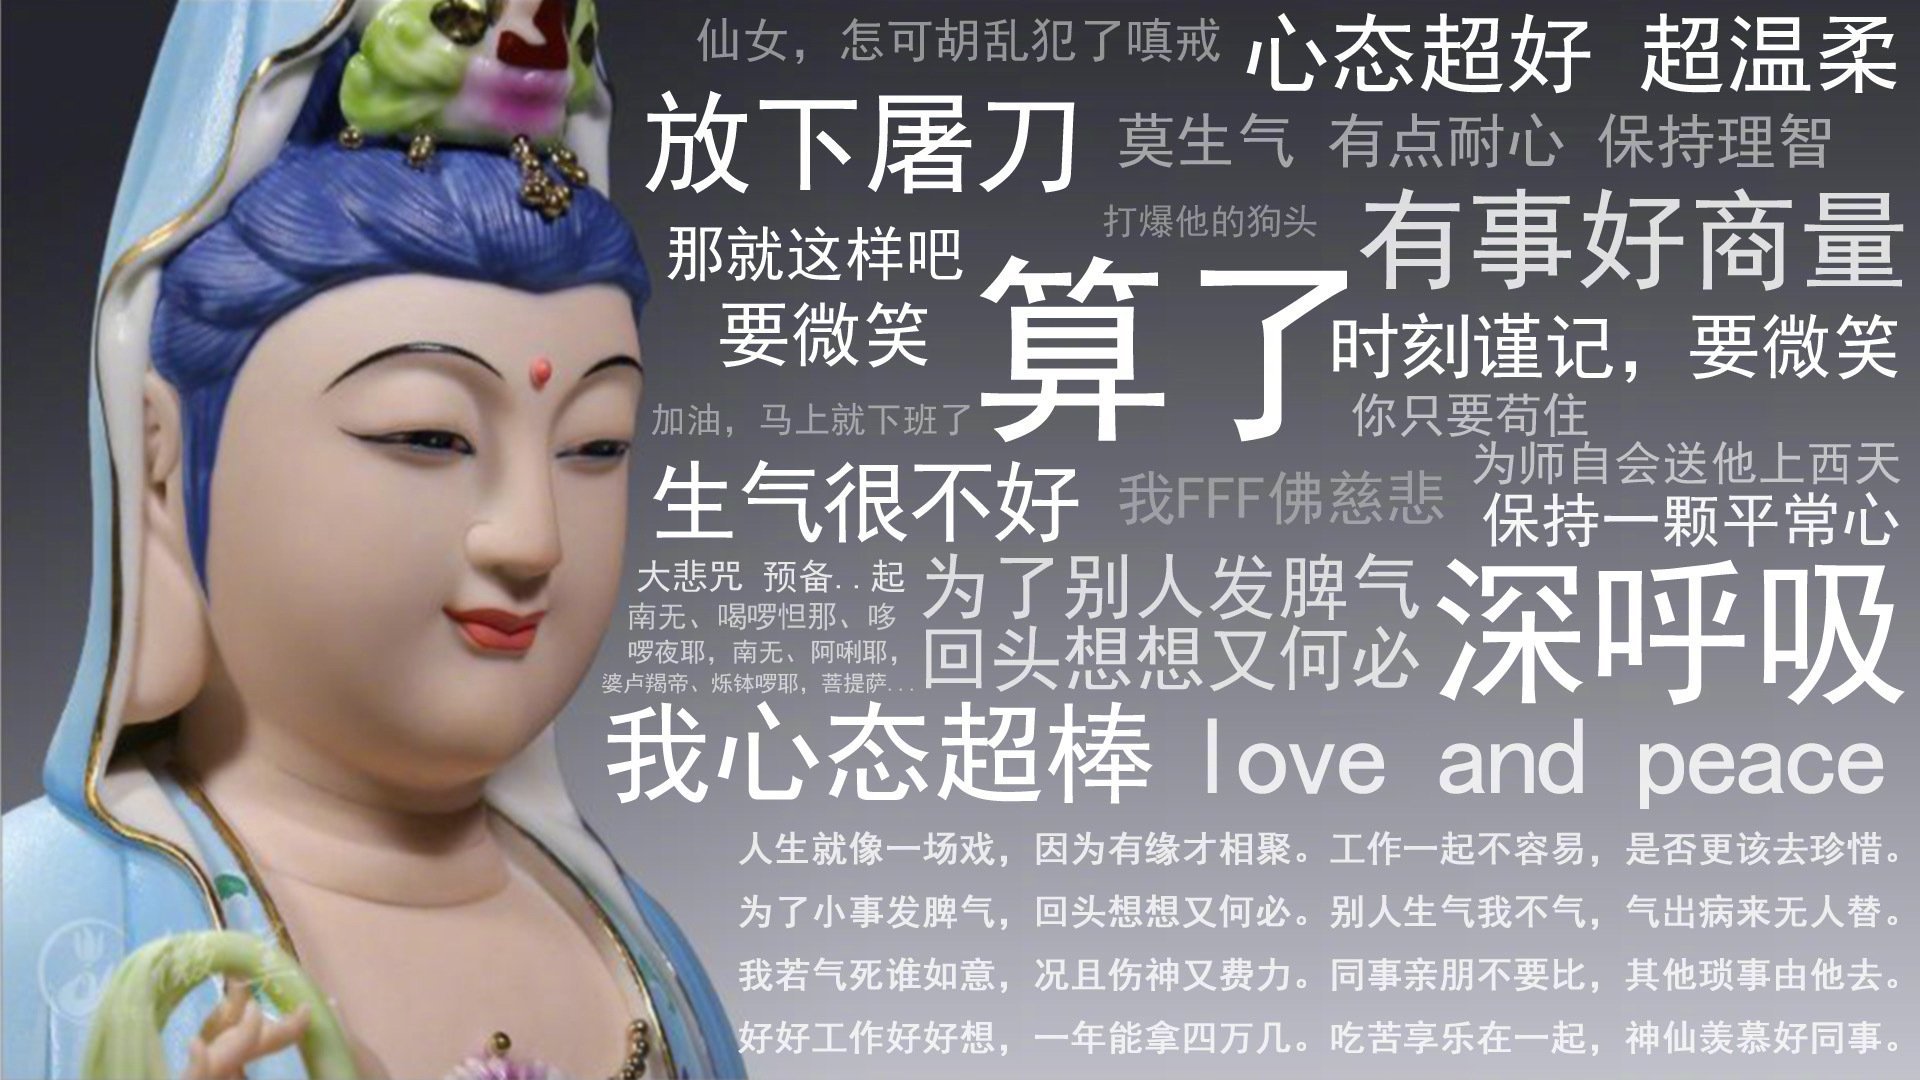 仙女，怎可胡乱犯了嗔戒
心态超好 超温柔
放下屠刀
莫生气 有点耐心 保持理智
打爆他的狗头
有事好商量
那就这样吧
要微笑
算了
时刻谨记，要微笑
加油，马上就下班了
你只要苟住
为师自会送他上西天
生气很不好
我FFF佛慈悲
保持一颗平常心
大悲咒 预备..起
南无、喝啰怛那、哆
啰夜耶，南无、阿唎耶，
婆卢羯帝、烁钵啰耶，菩提萨...
为了别人发脾气
回头想想又何必
深呼吸
我心态超棒
love and peace
人生就像一场戏，因为有缘才相聚。工作一起不容易，是否更该去珍惜。
为了小事发脾气，回头想想又何必。别人生气我不气，气出病来无人替。
我若气死谁如意，况且伤神又费力。同事亲朋不要比，其他琐事由他去。
好好工作好好想，一年能拿四万几。吃苦享乐在一起，神仙羡慕好同事。